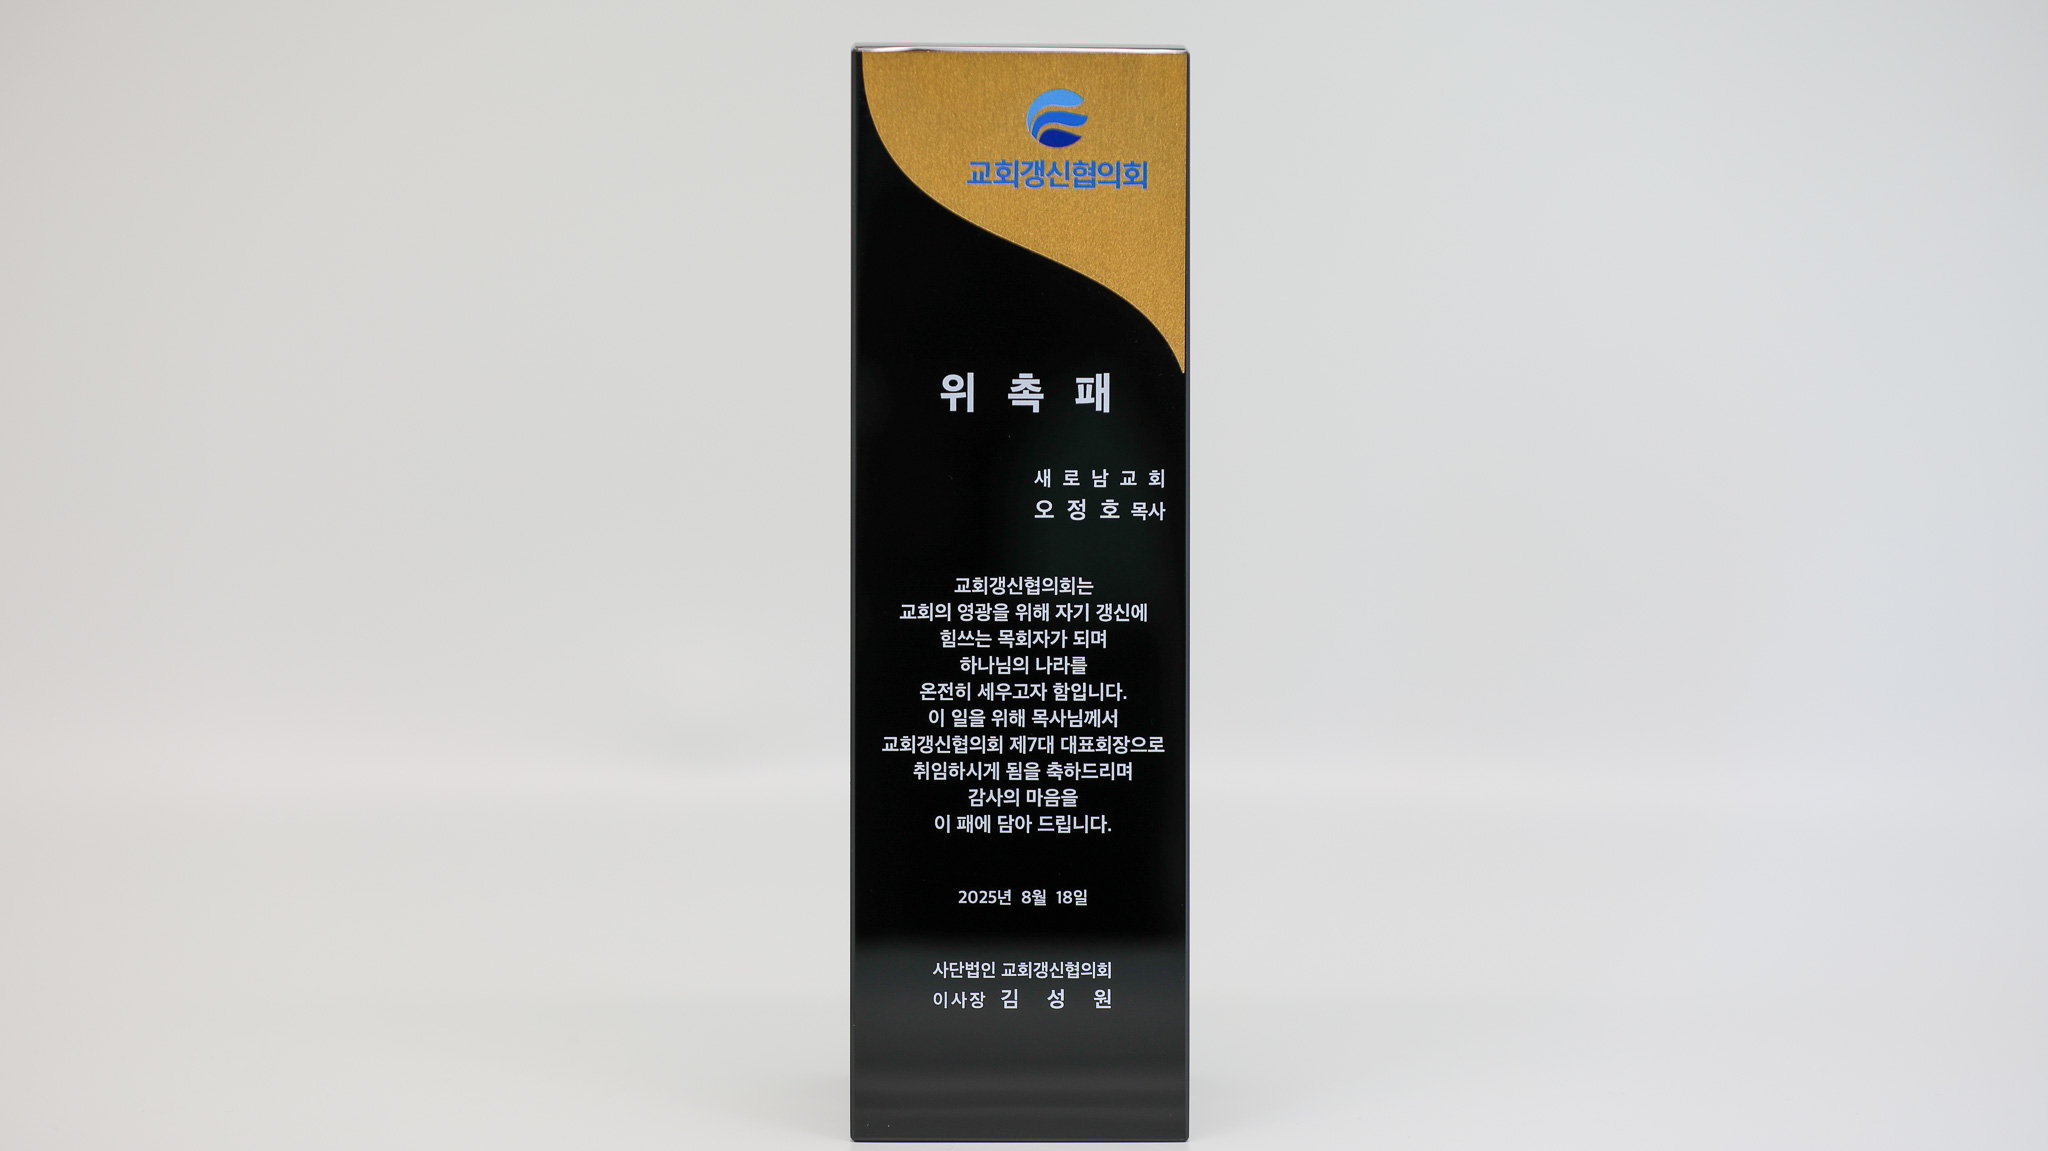 교회갱신협의회
위 촉 패
새 로 남 교 회
오 정 호 목사
교회갱신협의회는
교회의 영광을 위해 자기 갱신에
힘쓰는 목회자가 되며
하나님의 나라를
온전히 세우고자 함입니다.
이 일을 위해 목사님께서
교회갱신협의회 제7대 대표회장으로
취임하시게 됨을 축하드리며
감사의 마음을
이 패에 담아 드립니다.
2025년 8월 18일
사단법인 교회갱신협의회
이사장 김 성 원